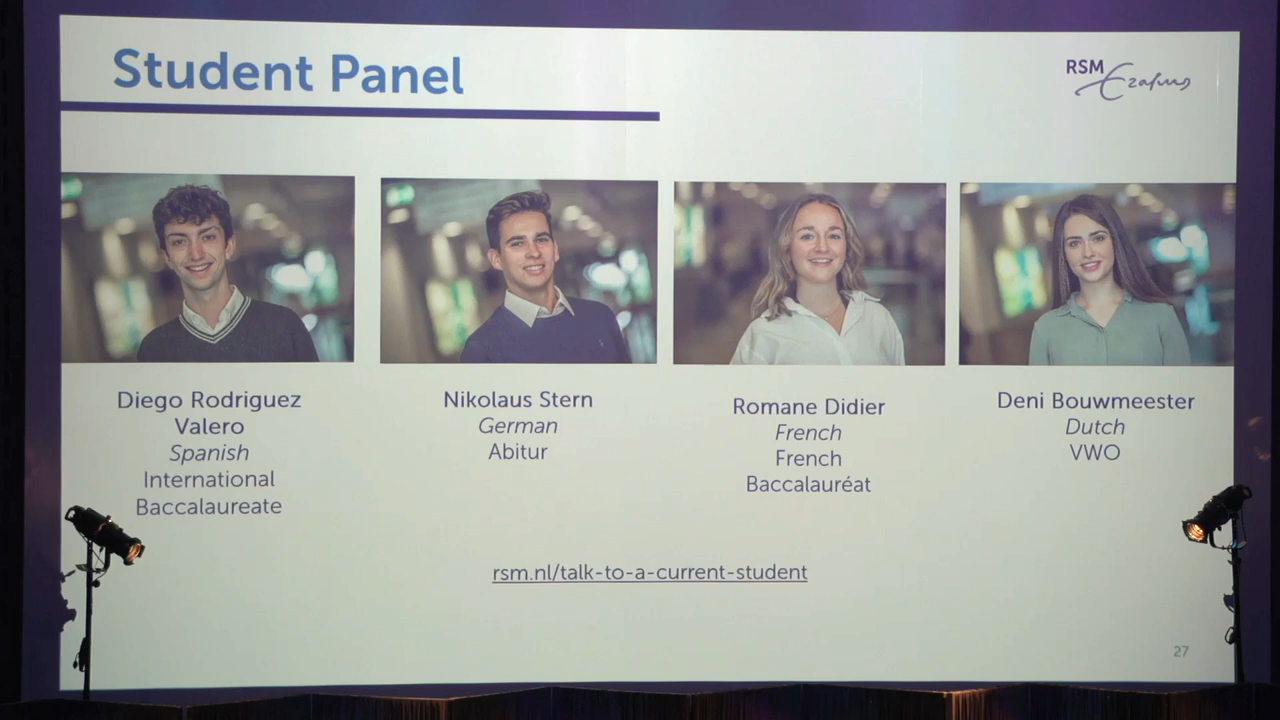 Student Panel
RSM
Erasmus
Diego Rodriguez
Valero
Spanish
International
Baccalaureate
Nikolaus Stern
German
Abitur
Romane Didier
French
French
Baccalauréat
Deni Bouwmeester
Dutch
VWO
rsm.nl/talk-to-a-current-student
27